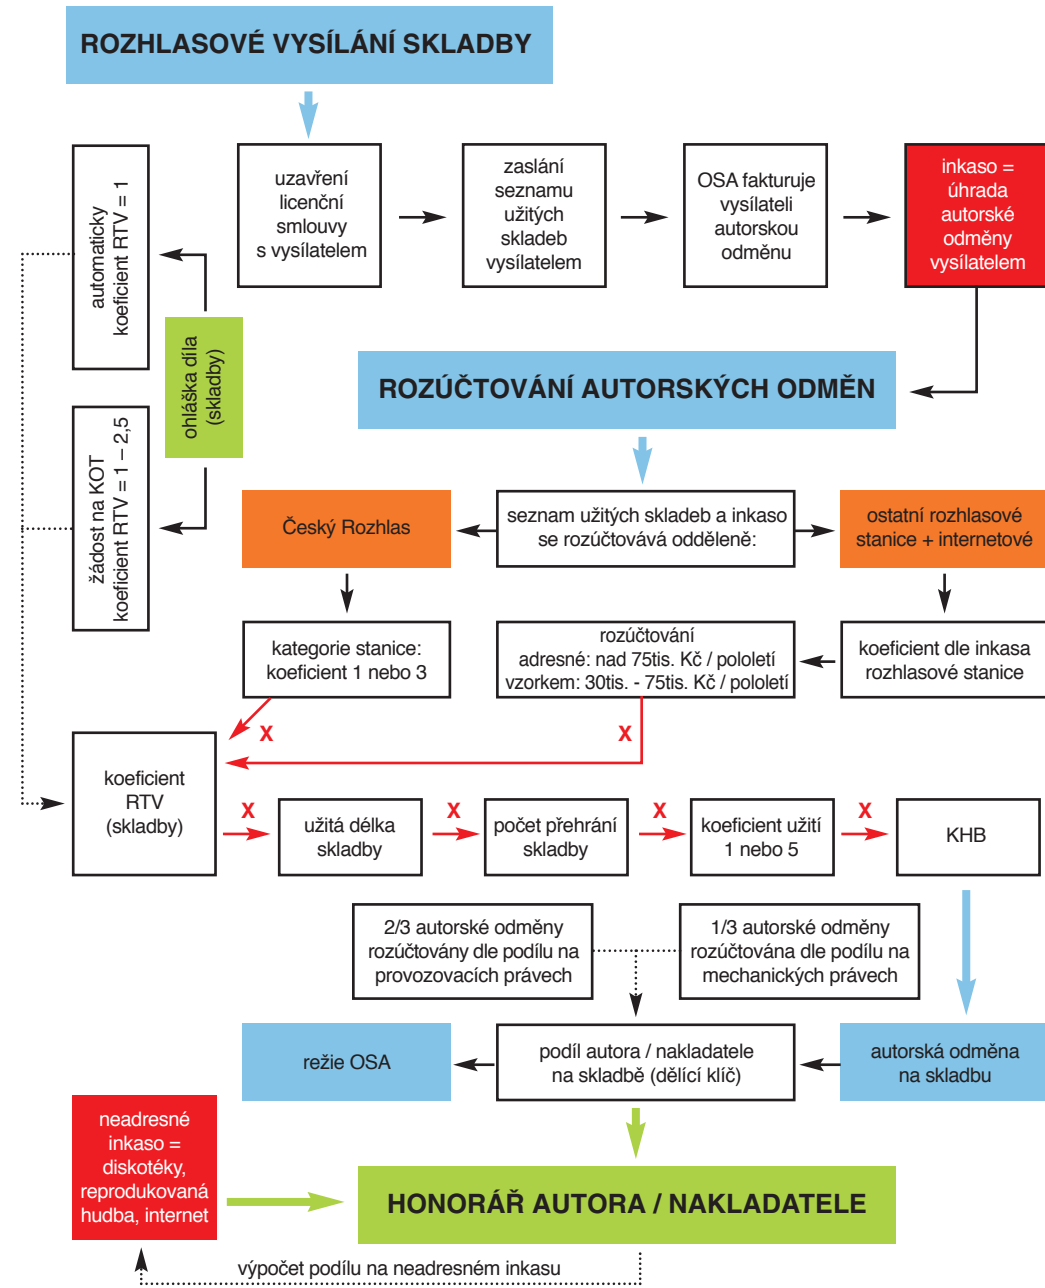 ROZHLASOVÉ VYSÍLÁNÍ SKLADBY
uzavření
licenční
smlouvy
s vysílatelem
zaslání
seznamu
užitých
skladeb
vysílatelem
OSA fakturuje
vysílateli
autorskou
odměnu
inkaso =
úhrada
autorské
odměny
vysílatelem
automaticky
koeficient RTV = 1
ohláška díla
(skladby)
žádost na KOT
koeficient RTV = 1 – 2,5
ROZÚČTOVÁNÍ AUTORSKÝCH ODMĚN
Český Rozhlas
seznam užitých skladeb a inkaso
se rozúčtovává odděleně:
ostatní rozhlasové
stanice + internetové
kategorie stanice:
koeficient 1 nebo 3
rozúčtování
adresné: nad 75tis. Kč / pololetí
vzorkem: 30tis. - 75tis. Kč / pololetí
koeficient dle inkasa
rozhlasové stanice
X
X
koeficient
RTV
(skladby)
X
užitá délka
skladby
X
počet přehrání
skladby
X
koeficient užití
1 nebo 5
X
KHB
2/3 autorské odměny
rozúčtovány dle podílu na
provozovacích právech
1/3 autorské odměny
rozúčtována dle podílu na
mechanických právech
režie OSA
podíl autora / nakladatele
na skladbě (dělící klíč)
autorská odměna
na skladbu
neadresné
inkaso =
diskotéky,
reprodukovaná
hudba, internet
HONORÁŘ AUTORA / NAKLADATELE
výpočet podílu na neadresném inkasu